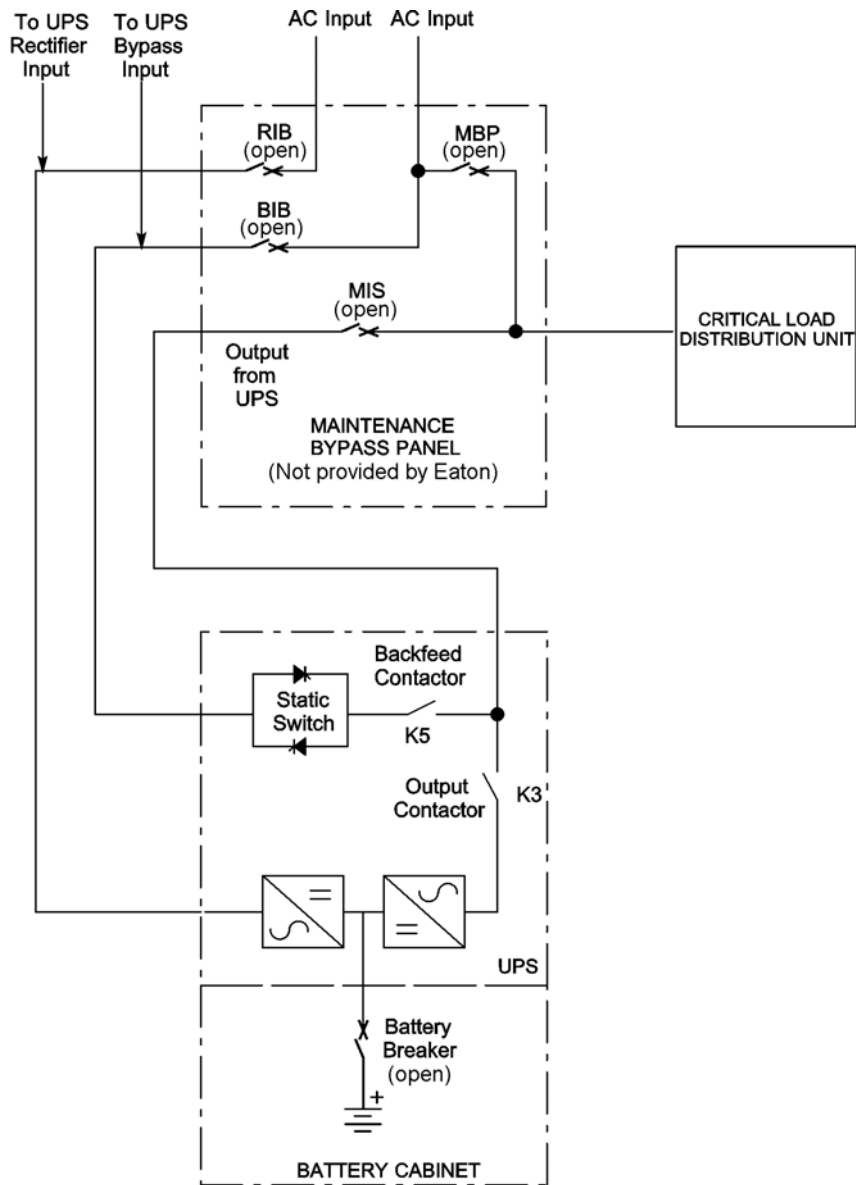 To UPS
Rectifier
Input
To UPS
Bypass
Input
AC Input
AC Input
RIB
(open)
MBP
(open)
BIB
(open)
MIS
(open)
Output
from
UPS
MAINTENANCE
BYPASS PANEL
(Not provided by Eaton)
CRITICAL LOAD
DISTRIBUTION UNIT
Backfeed
Contactor
Static
Switch
K5
Output
Contactor
K3
UPS
Battery
Breaker
(open)
+
BATTERY CABINET